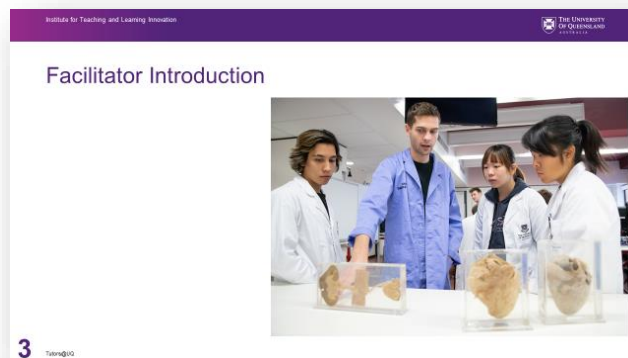 Institute for Teaching and Learning Innovation
THE UNIVERSITY
OF QUEENSLAND
AUSTRALIA
Facilitator Introduction
3
Tutors@UQ